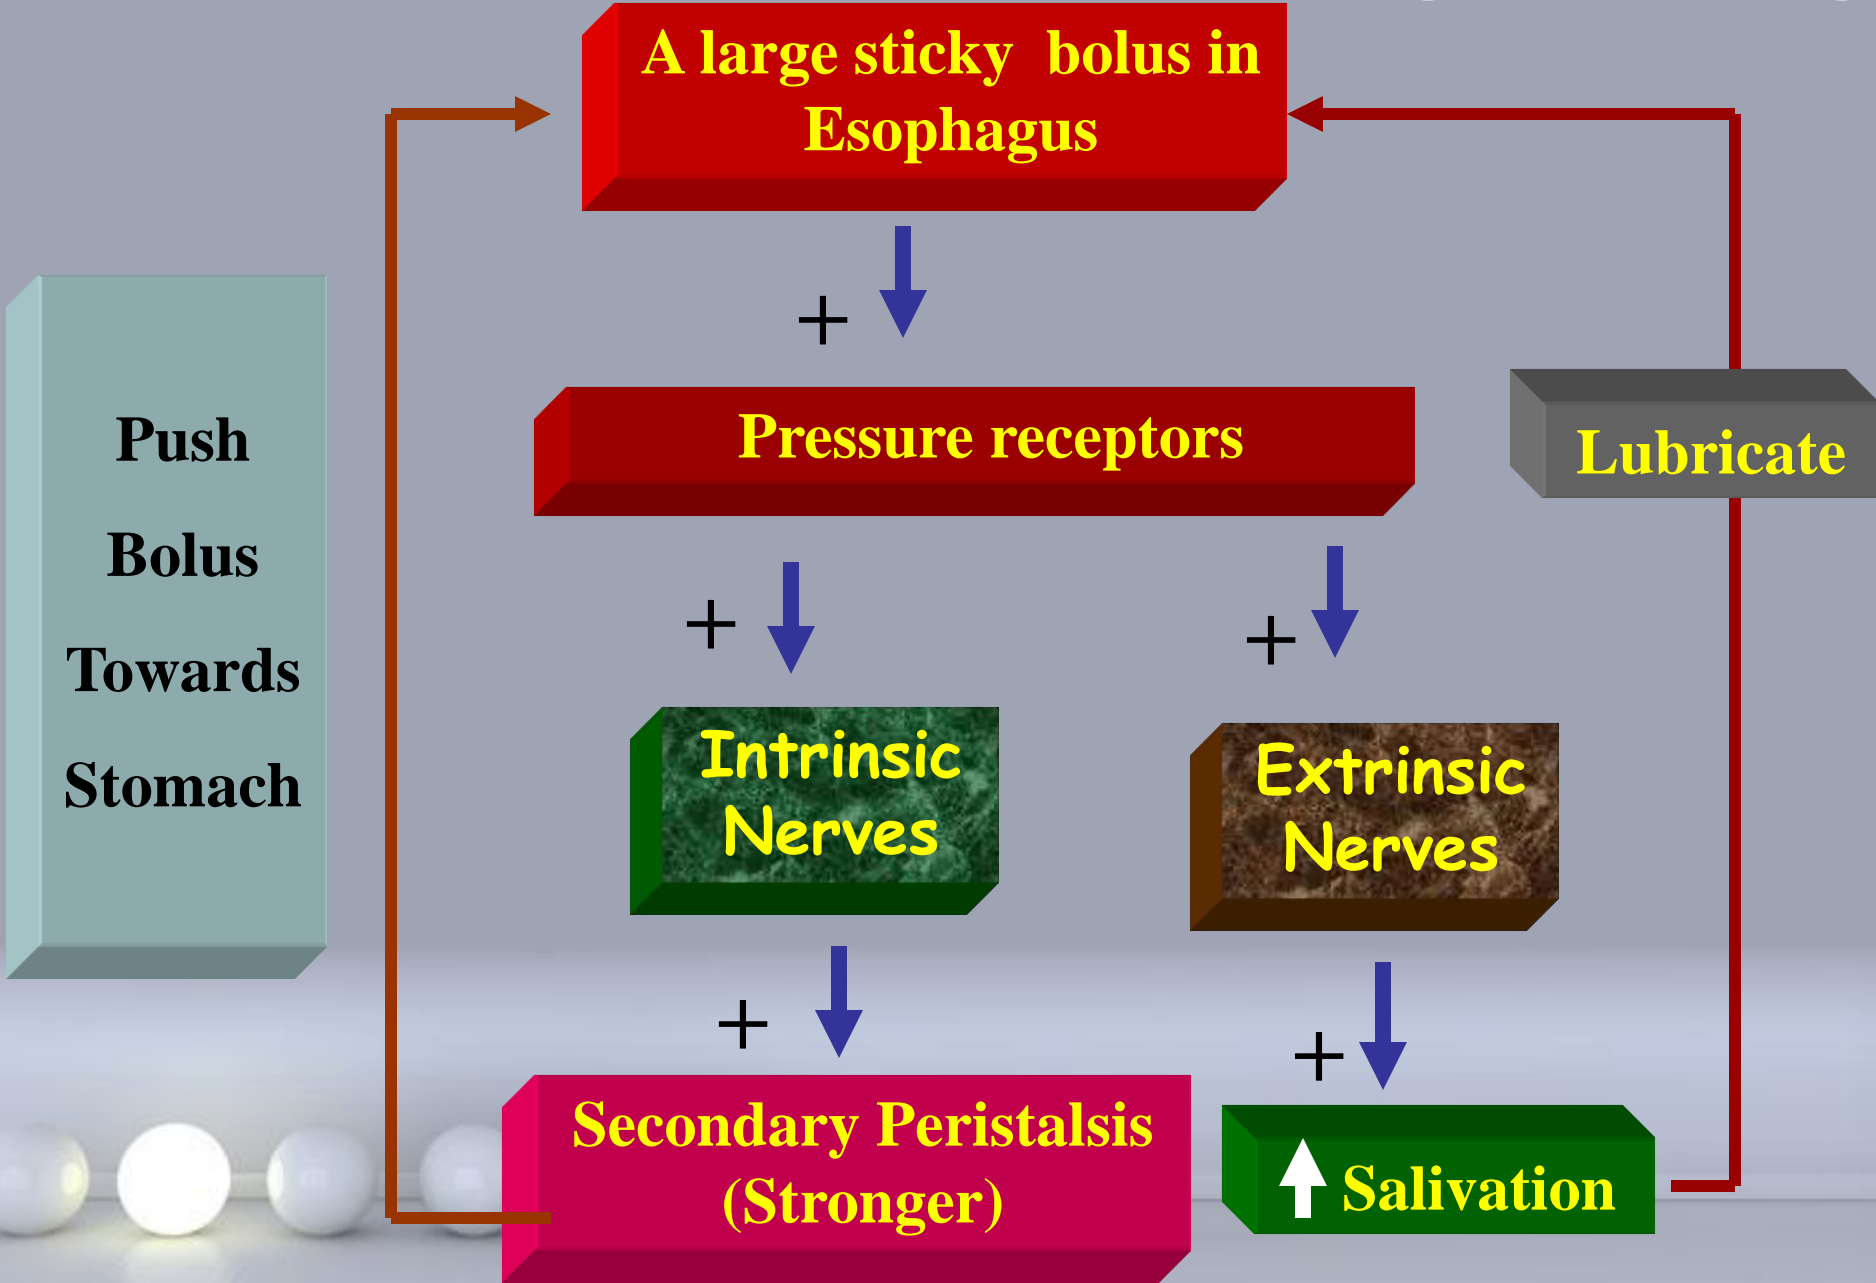 A large sticky  bolus in
Esophagus
+
Pressure receptors
Lubricate
Push
Bolus
Towards
Stomach
+
+
Intrinsic
Nerves
Extrinsic
Nerves
+
+
Secondary Peristalsis
(Stronger)
Salivation